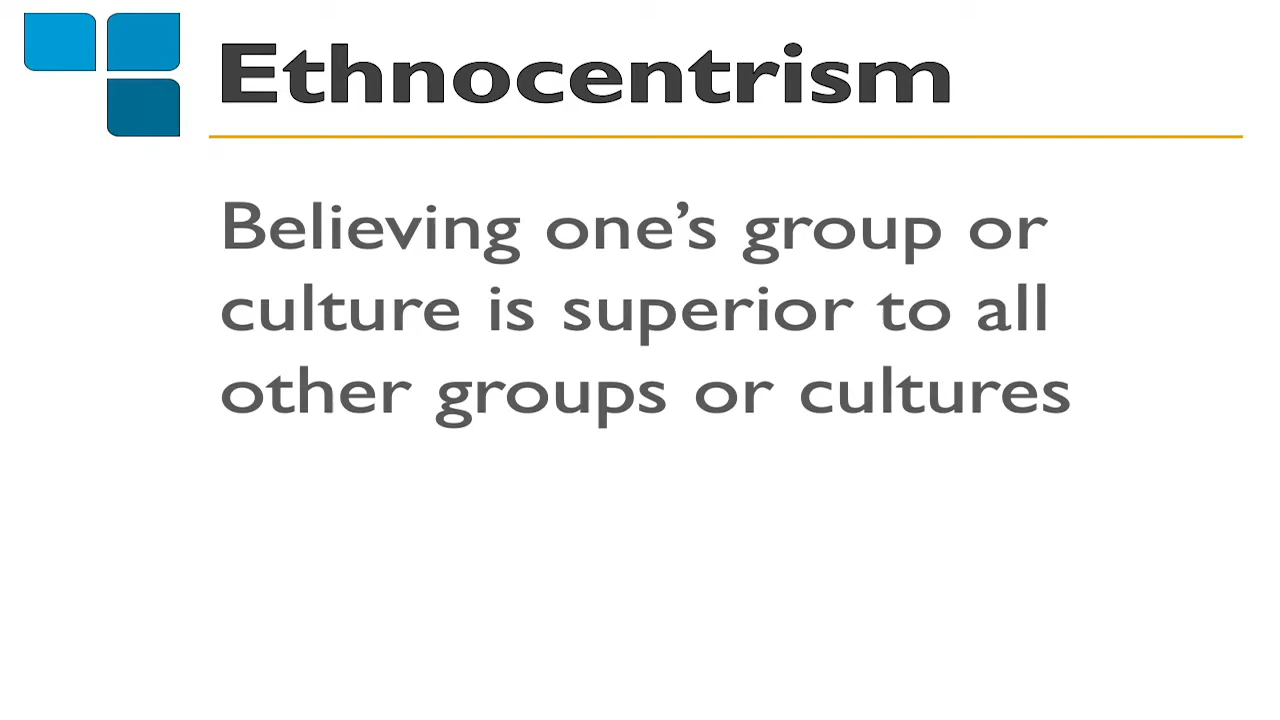 Ethnocentrism
Believing one’s group or
culture is superior to all
other groups or cultures